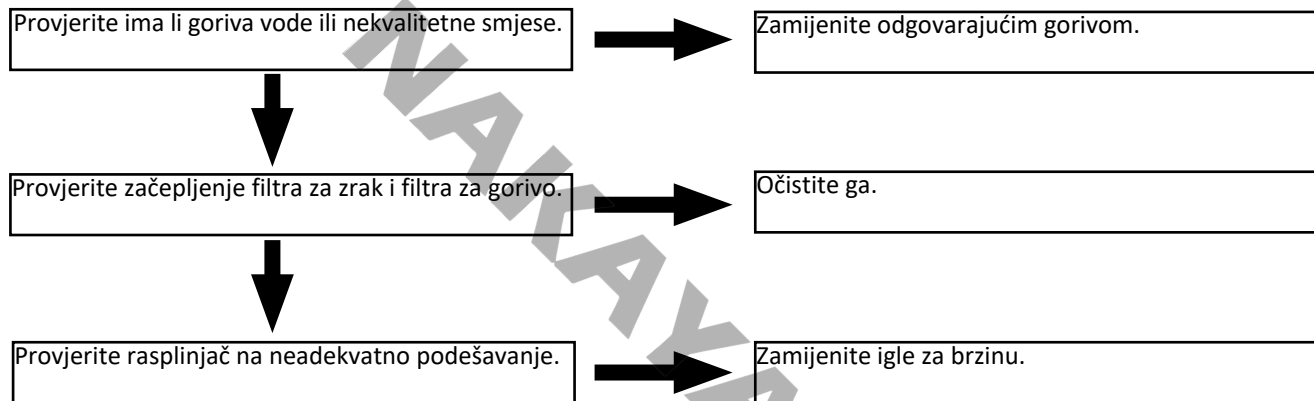 Provjerite ima li goriva vode ili nekvalitetne smjese.
Zamijenite odgovarajućim gorivom.
Provjerite začepljenje filtra za zrak i filtra za gorivo.
Očistite ga.
Provjerite rasplinjač na neadekvatno podešavanje.
Zamijenite igle za brzinu.
NAKAYA